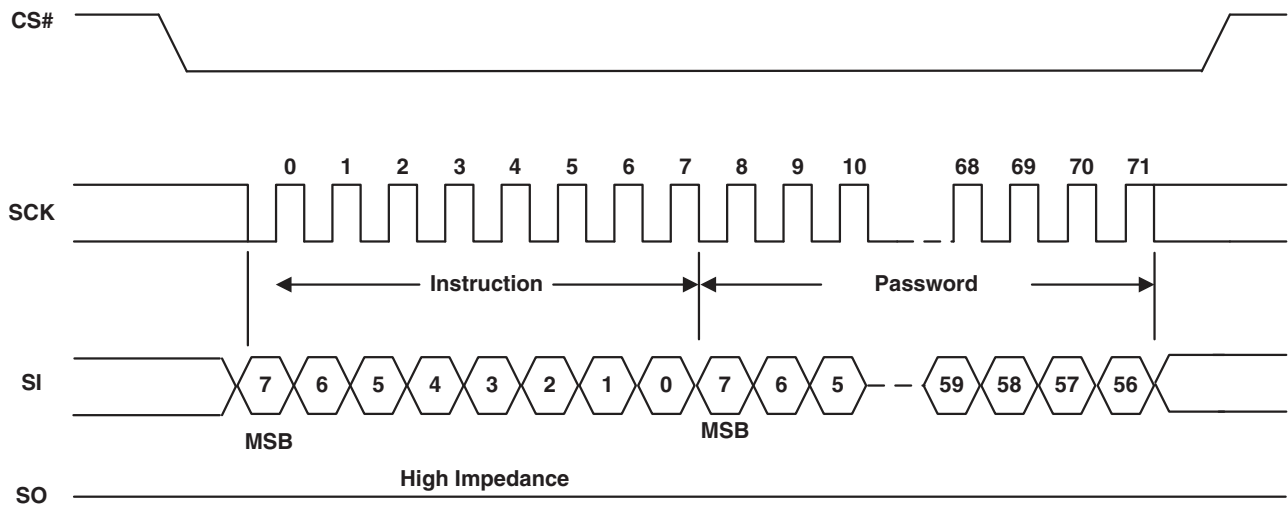 CS#
0 1 2 3 4 5 6 7 8 9 10 68 69 70 71
SCK
Instruction Password
SI 7 6 5 4 3 2 1 0 7 6 5 59 58 57 56
MSB MSB
High Impedance
SO